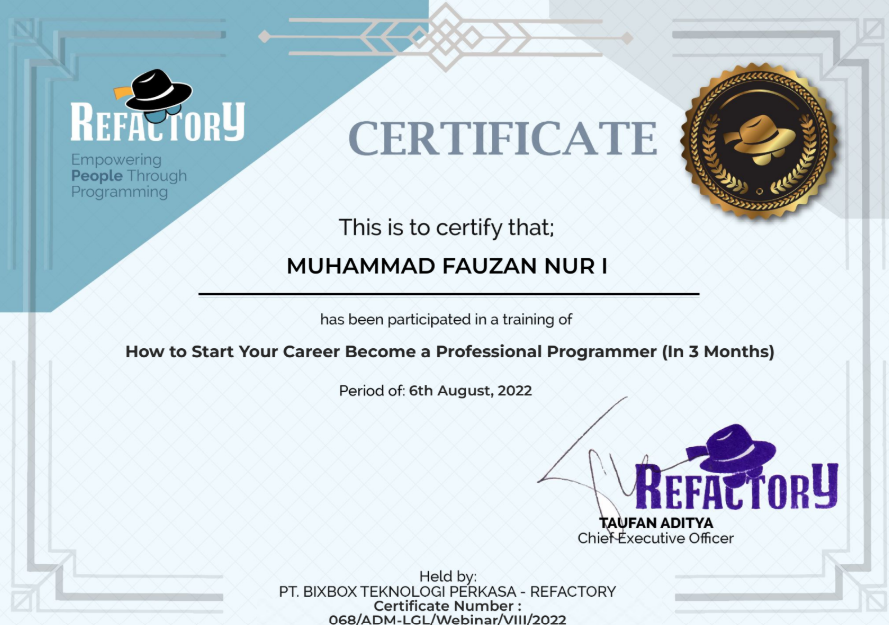 REFACTORY
Empowering
People Through
Programming
CERTIFICATE
This is to certify that;
MUHAMMAD FAUZAN NUR I
has been participated in a training of
How to Start Your Career Become a Professional Programmer (In 3 Months)
Period of: 6th August, 2022
REFACTORY
TAUFAN ADITYA
Chief Executive Officer
Held by:
PT. BIXBOX TEKNOLOGI PERKASA - REFACTORY
Certificate Number :
068/ADM-LGL/Webinar/VIII/2022